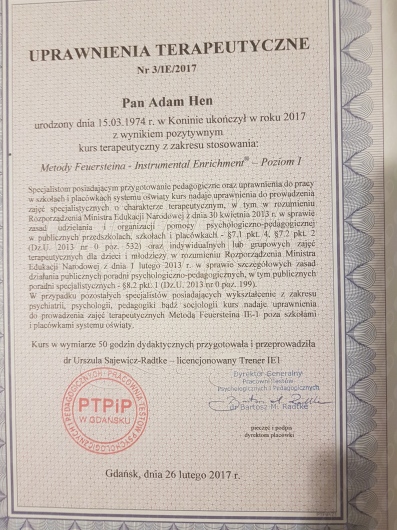 UPRAWNIENIA TERAPEUTYCZNE
Nr 3/IE/2017
Pan Adam Hen
urodzony dnia 15.03.1974 r. w Koninie ukończył w roku 2017
z wynikiem pozytywnym
kurs terapeutyczny z zakresu stosowania:
Metody Feuersteina - Instrumental Enrichment® – Poziom 1
Specjalistom posiadającym przygotowanie pedagogiczne oraz uprawnienia do pracy
w szkołach i placówkach systemu oświaty kurs nadaje uprawnienia do prowadzenia
zajęć specjalistycznych o charakterze terapeutycznym, w tym w rozumieniu
Rozporządzenia Ministra Edukacji Narodowej z dnia 30 kwietnia 2013 r. w sprawie
zasad udzielania i organizacji pomocy psychologiczno-pedagogicznej
w publicznych przedszkolach, szkołach i placówkach - §7.1 pkt. 4, §7.2 pkt. 2
(Dz.U. 2013 nr 0 poz. 532) oraz indywidualnych lub grupowych zajęć
terapeutycznych dla dzieci i młodzieży w rozumieniu Rozporządzenia Ministra
Edukacji Narodowej z dnia 1 lutego 2013 r. w sprawie szczegółowych zasad
działania publicznych poradni psychologiczno-pedagogicznych, w tym publicznych
poradni specjalistycznych - §8.2 pkt. 1 (Dz.U. 2013 nr 0 poz. 199).
W przypadku pozostałych specjalistów posiadających wykształcenie z zakresu
psychiatrii, psychologii, pedagogiki bądź socjologii kurs nadaje uprawnienia
do prowadzenia zajęć terapeutycznych Metodą Feuersteina IE-1 poza szkołami
i placówkami systemu oświaty.
Kurs w wymiarze 50 godzin dydaktycznych przygotowała i przeprowadziła
dr Urszula Sajewicz-Radtke – licencjonowany Trener IE1
PRACOWNIA TESTÓW PSYCHOLOGICZNYCH I PEDAGOGICZNYCH
PTPiP
W GDAŃSKU
Dyrektor Generalny
Pracowni Testów
Psychologicznych i Pedagogicznych
dr Bartosz M. Radtke
pieczęć i podpis
dyrektora placówki
Gdańsk, dnia 26 lutego 2017 r.